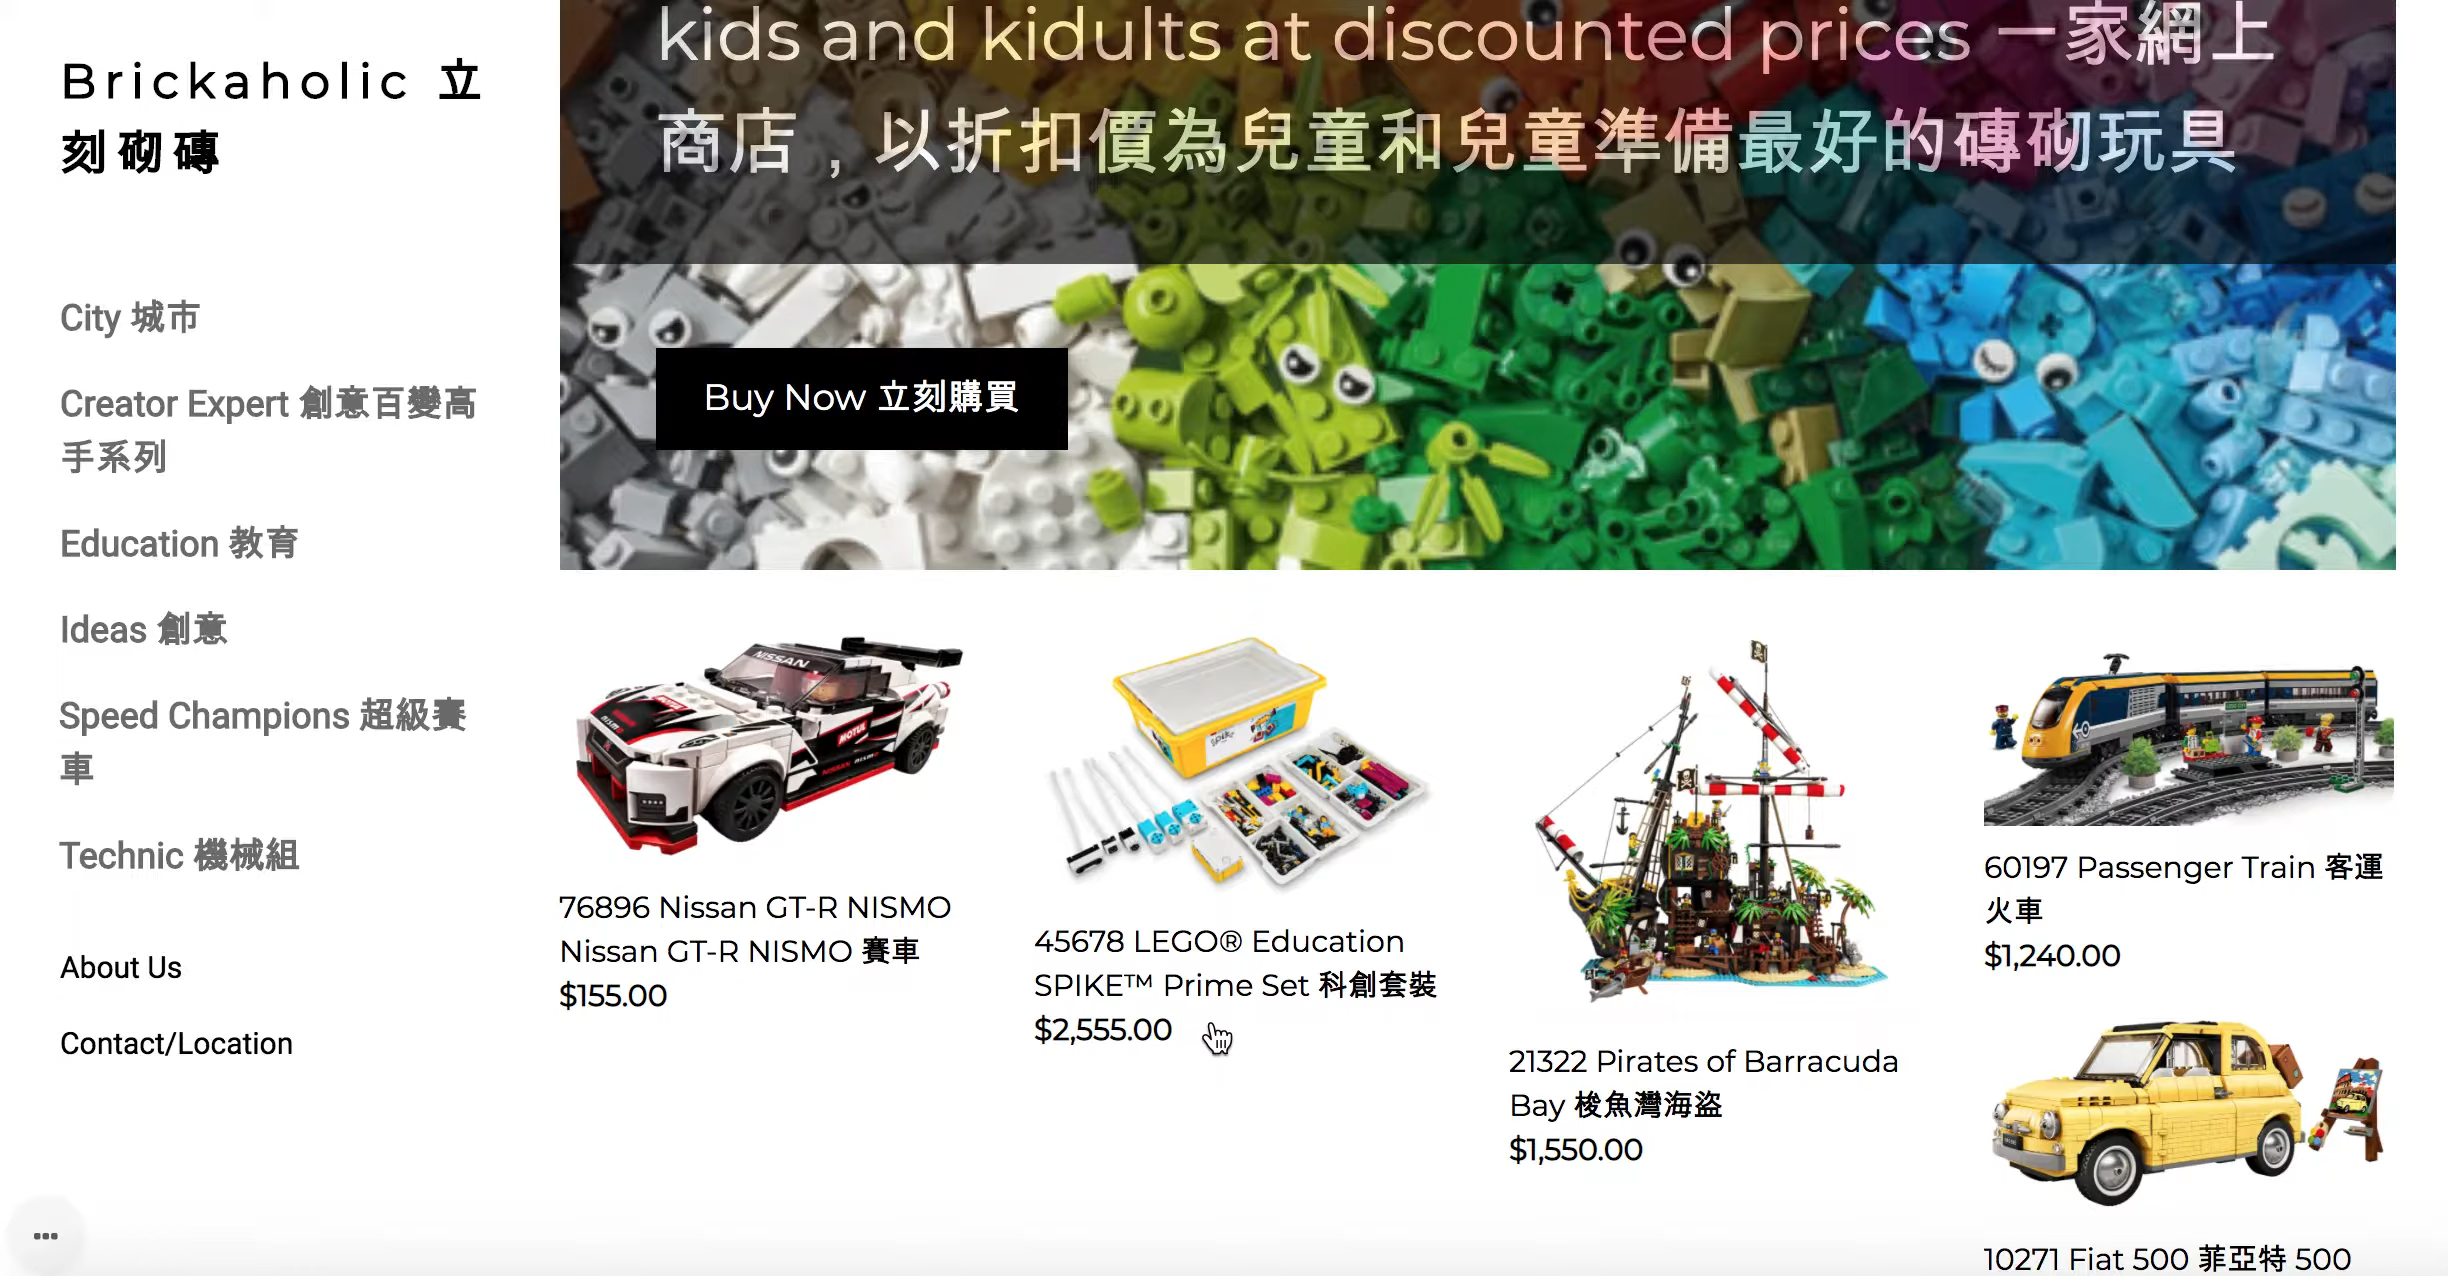 Brickaholic 立
刻砌磚
City 城市
Creator Expert 創意百變高
手系列
Education 教育
Ideas 創意
Speed Champions 超級賽
車
Technic 機械組
About Us
Contact/Location
kids and kidults at discounted prices 一家網上
商店，以折扣價為兒童和兒童準備最好的磚砌玩具
Buy Now 立刻購買
NISSAN
MOTUL
76896 Nissan GT-R NISMO
Nissan GT-R NISMO 賽車
$155.00
45678 LEGO® Education
SPIKE™ Prime Set 科創套裝
$2,555.00
21322 Pirates of Barracuda
Bay 梭魚灣海盜
$1,550.00
60197 Passenger Train 客運
火車
$1,240.00
10271 Fiat 500 菲亞特 500